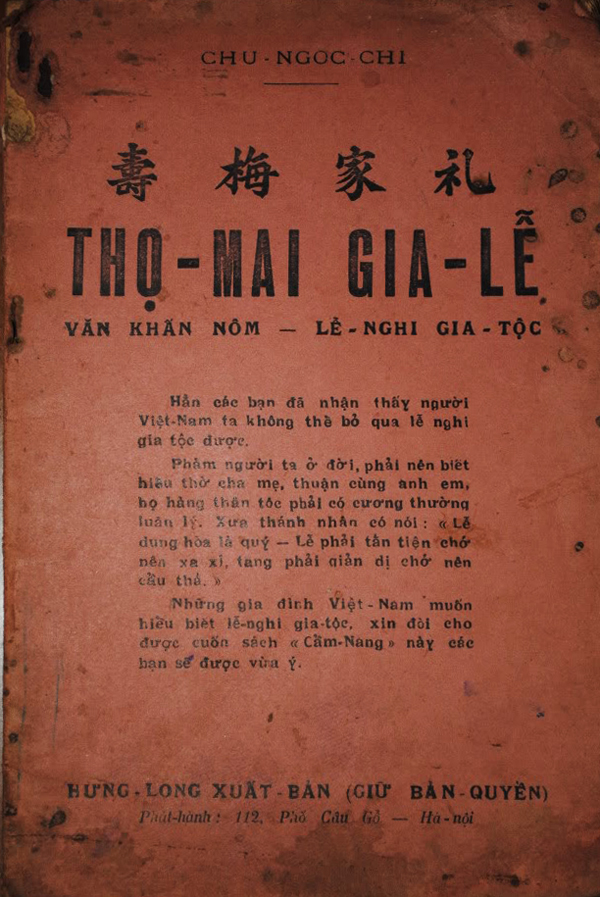 CHU - NGỌC - CHI
壽 梅 家 礼
THỌ - MAI GIA - LỄ
VĂN KHẤN NÔM — LỄ - NGHI GIA - TỘC
Hẳn các bạn đã nhận thấy người
Việt-Nam ta không thề bỏ qua lễ nghi
gia tộc được.
Phàm người ta ở đời, phải nên biết
hiếu thờ cha mẹ, thuận cùng anh em,
họ hàng thân tộc phải có cương thường
luân lý. Xưa thánh nhân có nói : « Lễ
dụng hòa là quý — Lễ phải tần tiện chớ
nên xa xỉ, tang phải giản dị chớ nên
cầu thả. »
Những gia đình Việt - Nam muốn
hiều biết lễ-nghi gia-tộc, xin đòi cho
được cuốn sách « Cầm-Nang » này các
bạn sẽ được vừa ý.
HƯNG - LONG XUẤT - BẢN (GIỮ BẢN - QUYỀN)
Phát-hành : 112, Phố Cầu Gỗ — Hà-nội